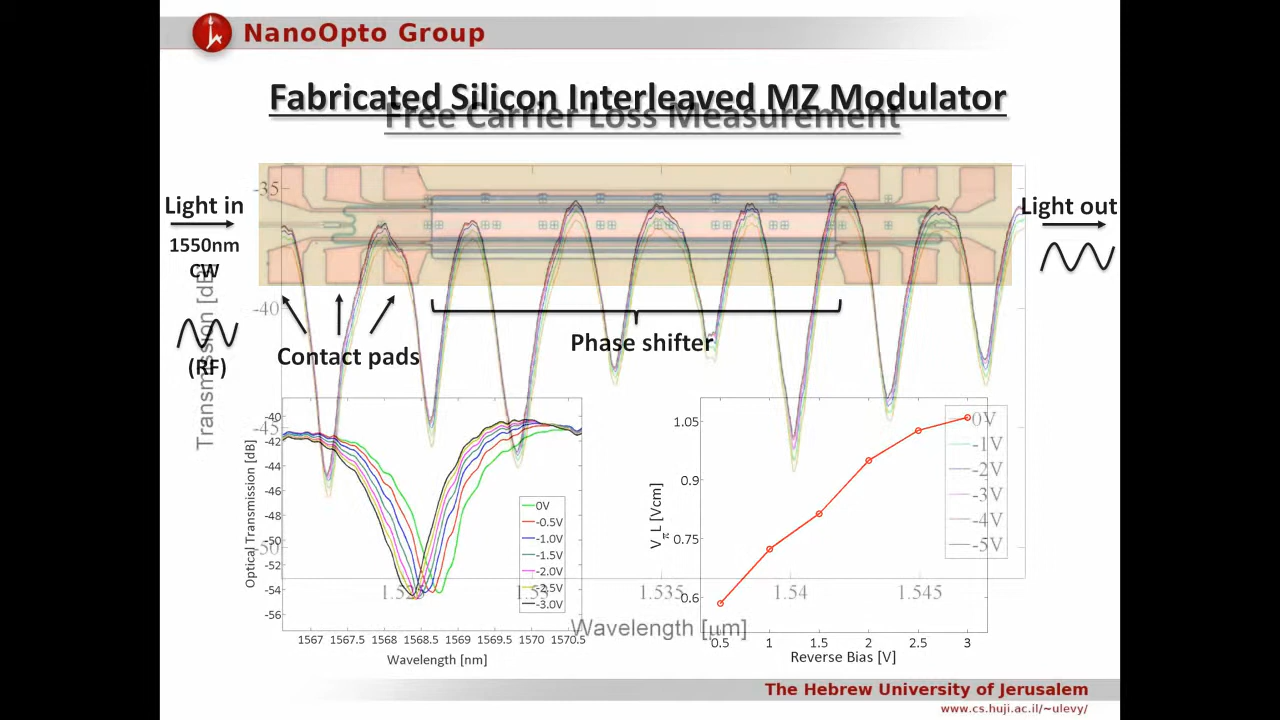 NanoOpto Group
Fabricated Silicon Interleaved MZ Modulator
Free Carrier Loss Measurement
Light in
Light out
1550nm
CW
(RF)
Contact pads
Phase shifter
Transmission [dB]
-35
-40
-45
-50
1.53
1.535
1.54
1.545
Wavelength [μm]
Optical Transmission [dB]
-40
-42
-44
-46
-48
-50
-52
-54
-56
0V
-0.5V
-1.0V
-1.5V
-2.0V
-2.5V
-3.0V
1567 1567.5 1568 1568.5 1569 1569.5 1570 1570.5
Wavelength [nm]
VπL [Vcm]
1.05
0.9
0.75
0.6
0V
-1V
-2V
-3V
-4V
-5V
0.5 1 1.5 2 2.5 3
Reverse Bias [V]
The Hebrew University of Jerusalem
www.cs.huji.ac.il/~ulevy/